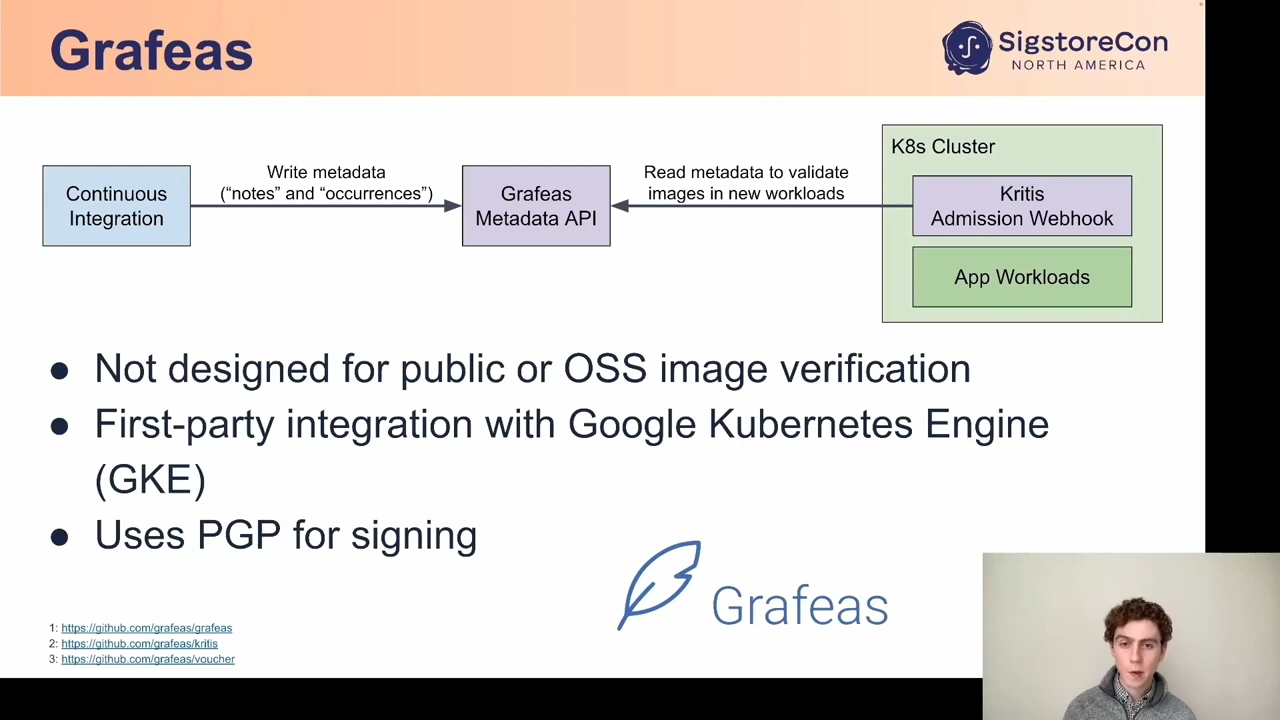 Grafeas
SigstoreCon
NORTH AMERICA
Continuous
Integration
Write metadata
(“notes” and “occurrences”)
Grafeas
Metadata API
Read metadata to validate
images in new workloads
K8s Cluster
Kritis
Admission Webhook
App Workloads
● Not designed for public or OSS image verification
● First-party integration with Google Kubernetes Engine
(GKE)
● Uses PGP for signing
Grafeas
1: https://github.com/grafeas/grafeas
2: https://github.com/grafeas/kritis
3: https://github.com/grafeas/voucher